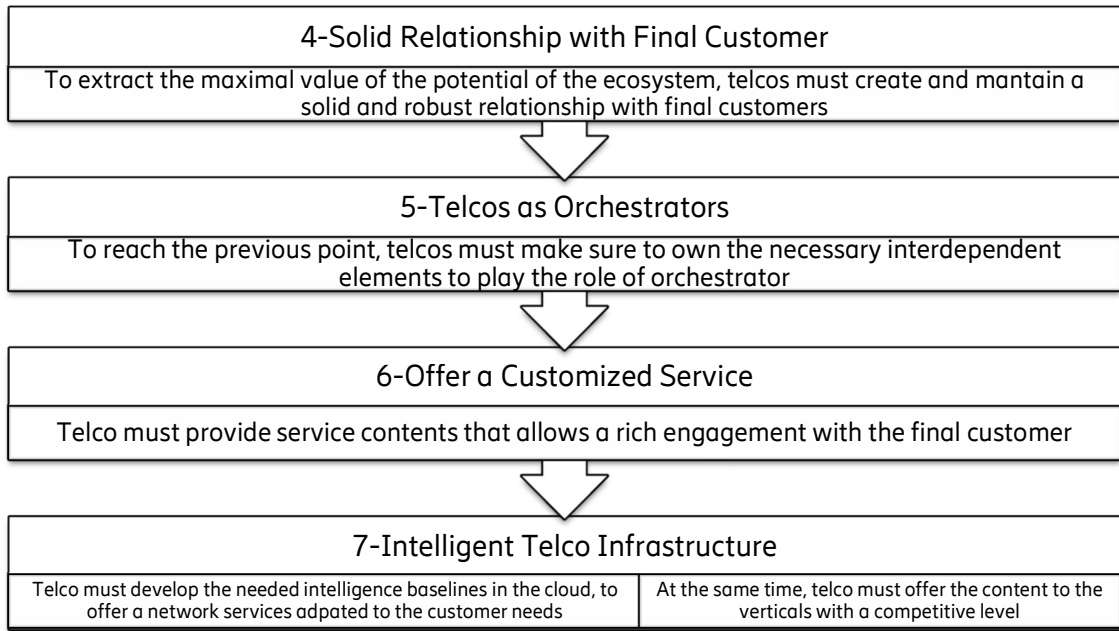 4-Solid Relationship with Final Customer
To extract the maximal value of the potential of the ecosystem, telcos must create and mantain a
solid and robust relationship with final customers
5-Telcos as Orchestrators
To reach the previous point, telcos must make sure to own the necessary interdependent
elements to play the role of orchestrator
6-Offer a Customized Service
Telco must provide service contents that allows a rich engagement with the final customer
7-Intelligent Telco Infrastructure
Telco must develop the needed intelligence baselines in the cloud, to
offer a network services adpated to the customer needs
At the same time, telco must offer the content to the
verticals with a competitive level